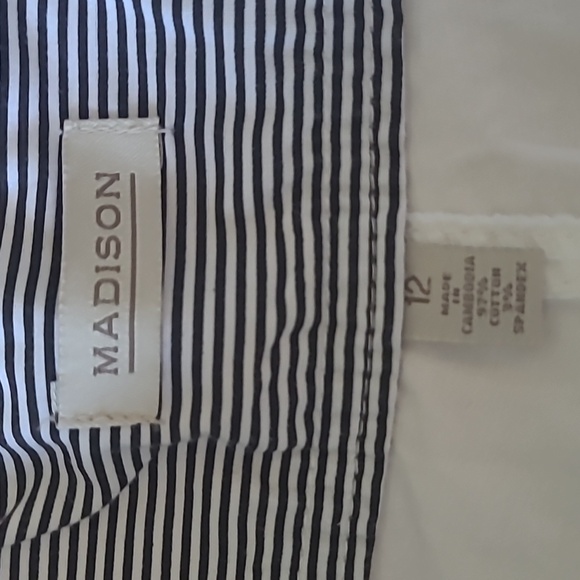 MADISON
12
MADE
IN
CAMBODIA
97%
COTTON
3%
SPANDEX